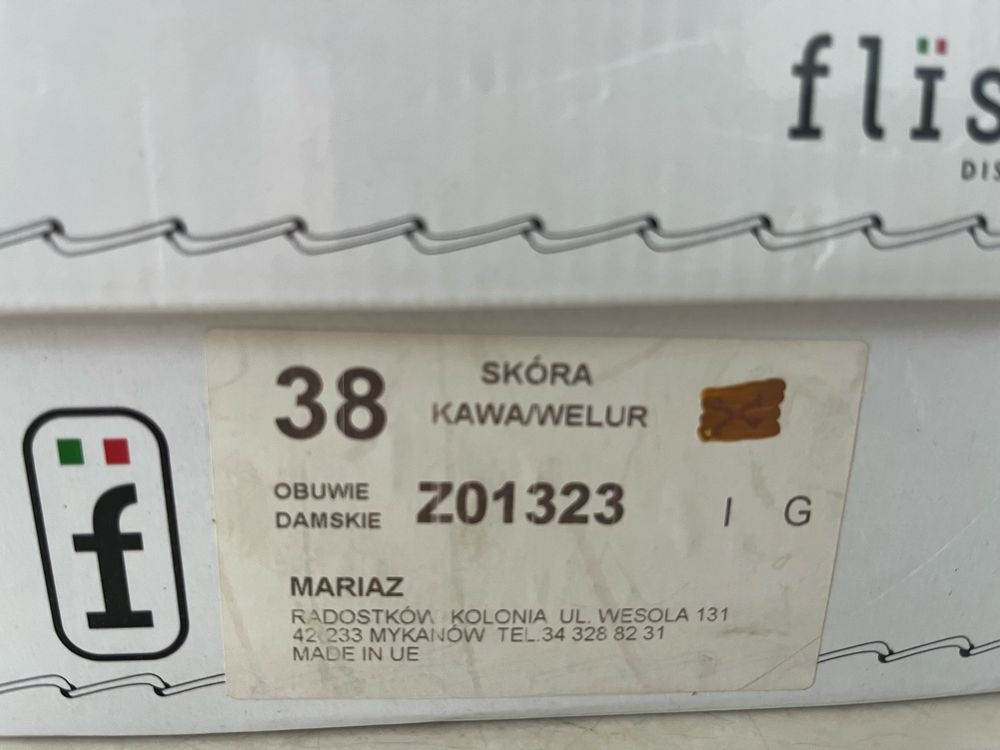 flïs
DIS
38
SKÓRA
KAWA/WELUR
OBUWIE
DAMSKIE
Z01323
I G
f
MARIAZ
RADOSTKÓW KOLONIA UL. WESOLA 131
42 233 MYKANÓW TEL.34 328 82 31
MADE IN UE